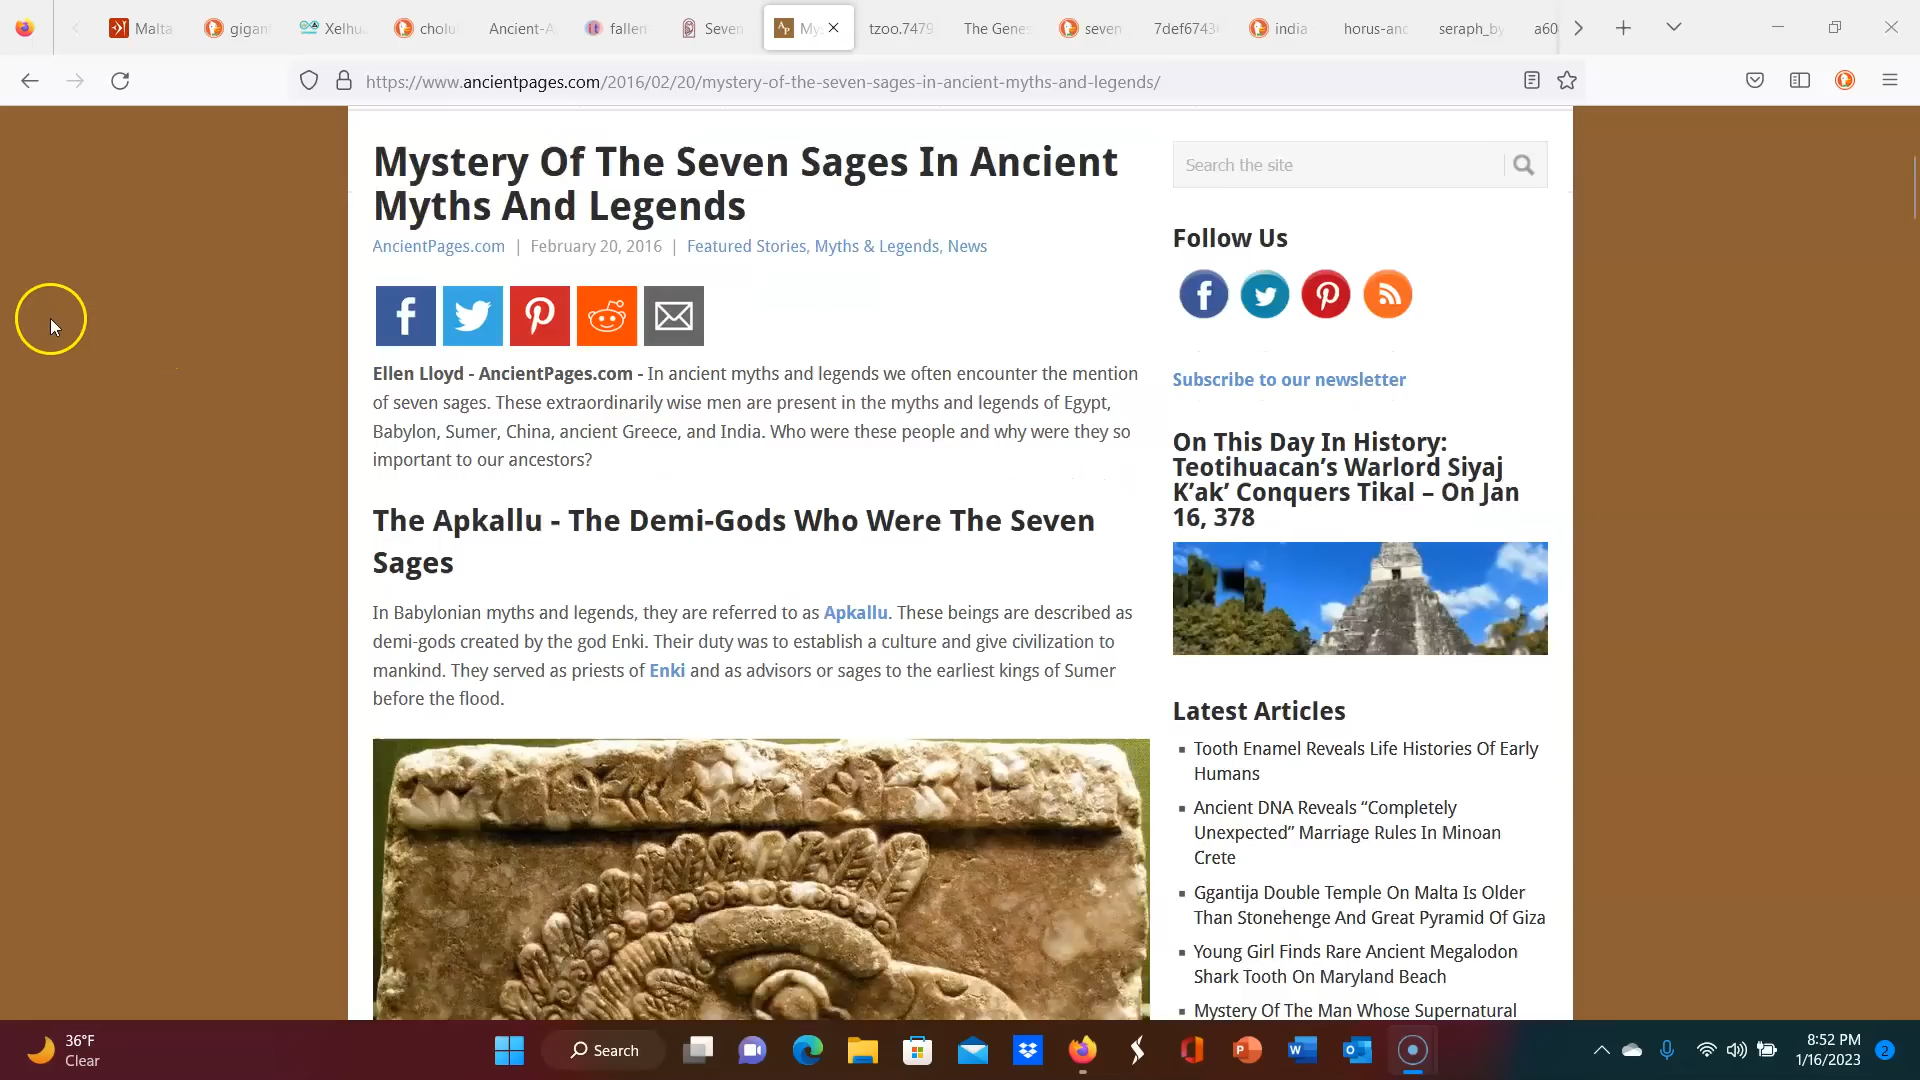 Malta
gigan
Xelhu
cholu
Ancient-A
fallen
Seven
My
tzoo.7479
The Gene
seven
7def6743
india
horus-anc
seraph_by
a60
https://www.ancientpages.com/2016/02/20/mystery-of-the-seven-sages-in-ancient-myths-and-legends/
Mystery Of The Seven Sages In Ancient
Myths And Legends
AncientPages.com | February 20, 2016 | Featured Stories, Myths & Legends, News
Ellen Lloyd - AncientPages.com - In ancient myths and legends we often encounter the mention
of seven sages. These extraordinarily wise men are present in the myths and legends of Egypt,
Babylon, Sumer, China, ancient Greece, and India. Who were these people and why were they so
important to our ancestors?
The Apkallu - The Demi-Gods Who Were The Seven
Sages
In Babylonian myths and legends, they are referred to as Apkallu. These beings are described as
demi-gods created by the god Enki. Their duty was to establish a culture and give civilization to
mankind. They served as priests of Enki and as advisors or sages to the earliest kings of Sumer
before the flood.
Search the site
Follow Us
Subscribe to our newsletter
On This Day In History:
Teotihuacan’s Warlord Siyaj
K’ak’ Conquers Tikal – On Jan
16, 378
Latest Articles
Tooth Enamel Reveals Life Histories Of Early
Humans
Ancient DNA Reveals “Completely
Unexpected” Marriage Rules In Minoan
Crete
Ggantija Double Temple On Malta Is Older
Than Stonehenge And Great Pyramid Of Giza
Young Girl Finds Rare Ancient Megalodon
Shark Tooth On Maryland Beach
Mystery Of The Man Whose Supernatural
36°F
Clear
Search
8:52 PM
1/16/2023
2